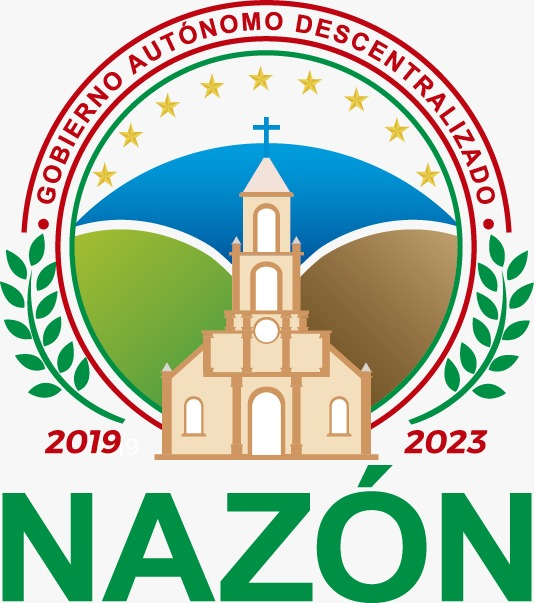 • GOBIERNO AUTÓNOMO DESCENTRALIZADO •
2019 2023
NAZÓN